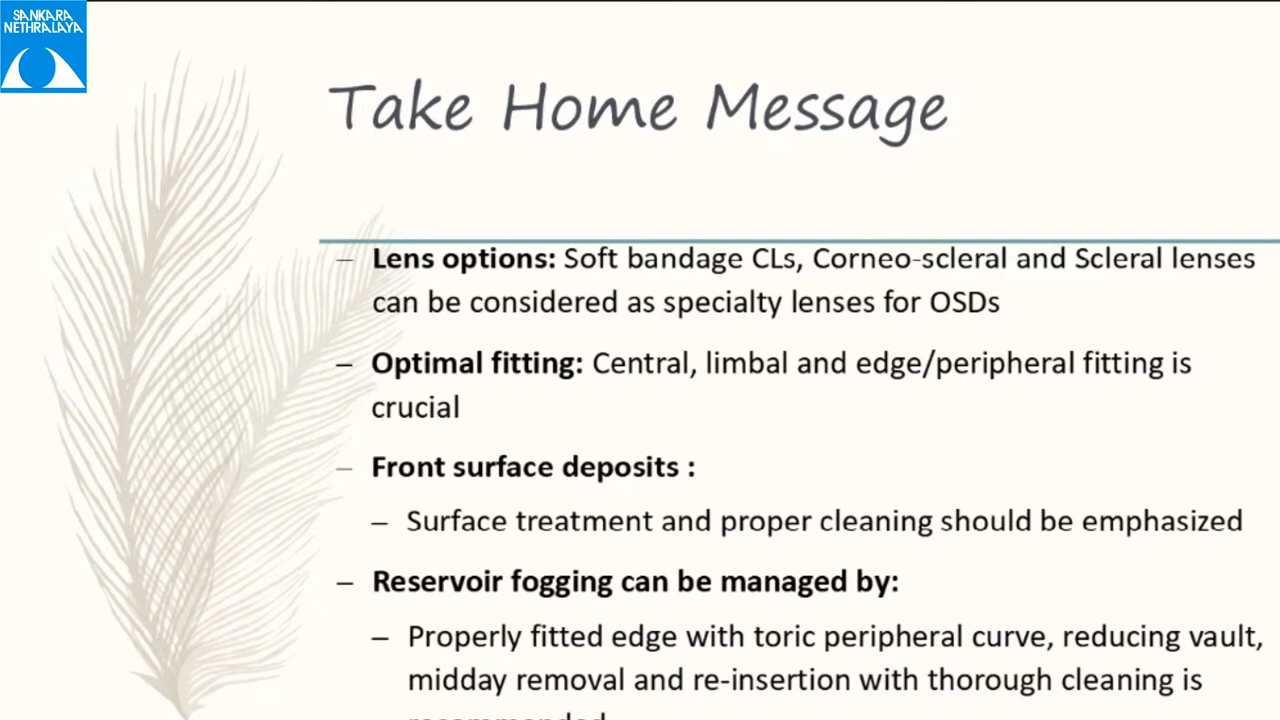 SANKARA
NETHRALAYA
Take Home Message
– Lens options: Soft bandage CLs, Corneo-scleral and Scleral lenses
can be considered as specialty lenses for OSDs
– Optimal fitting: Central, limbal and edge/peripheral fitting is
crucial
– Front surface deposits :
– Surface treatment and proper cleaning should be emphasized
– Reservoir fogging can be managed by:
– Properly fitted edge with toric peripheral curve, reducing vault,
midday removal and re-insertion with thorough cleaning is